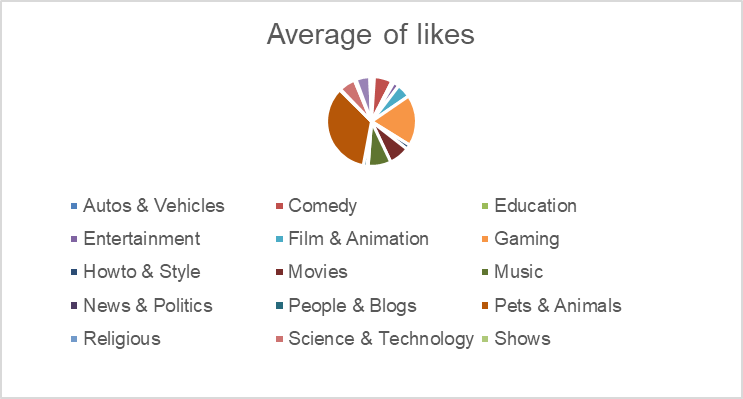 Average of likes
Autos & Vehicles Comedy Education
Entertainment Film & Animation Gaming
Howto & Style Movies Music
News & Politics People & Blogs Pets & Animals
Religious Science & Technology Shows